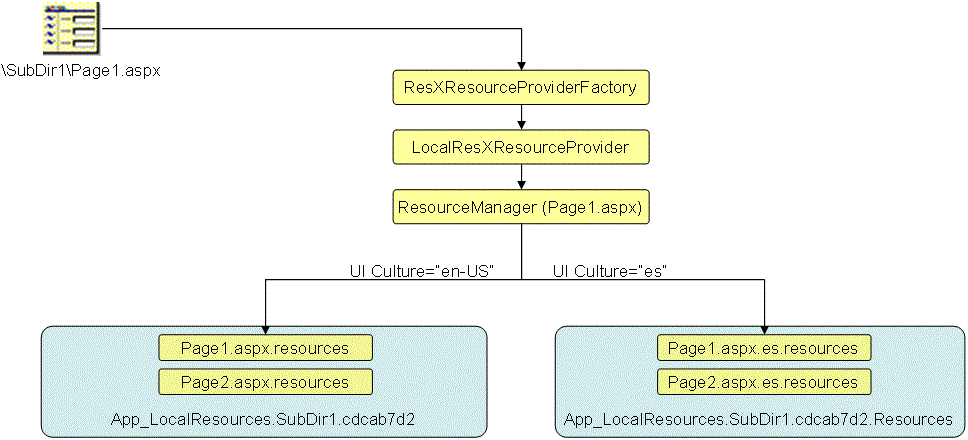 \SubDir1\Page1.aspx
ResXResourceProviderFactory
LocalResXResourceProvider
ResourceManager (Page1.aspx)
UI Culture="en-US"
UI Culture="es"
Page1.aspx.resources
Page2.aspx.resources
App_LocalResources.SubDir1.cdcab7d2
Page1.aspx.es.resources
Page2.aspx.es.resources
App_LocalResources.SubDir1.cdcab7d2.Resources